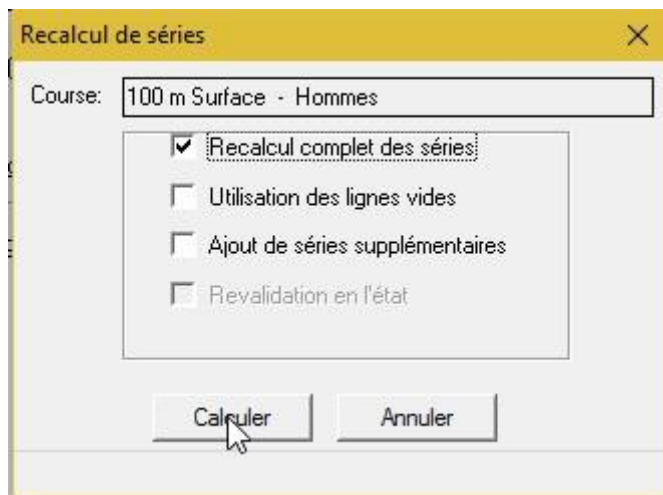 Recalcul de séries
Course: 100 m Surface - Hommes
Recalcul complet des séries
Utilisation des lignes vides
Ajout de séries supplémentaires
Revalidation en l'état
Calculer Annuler